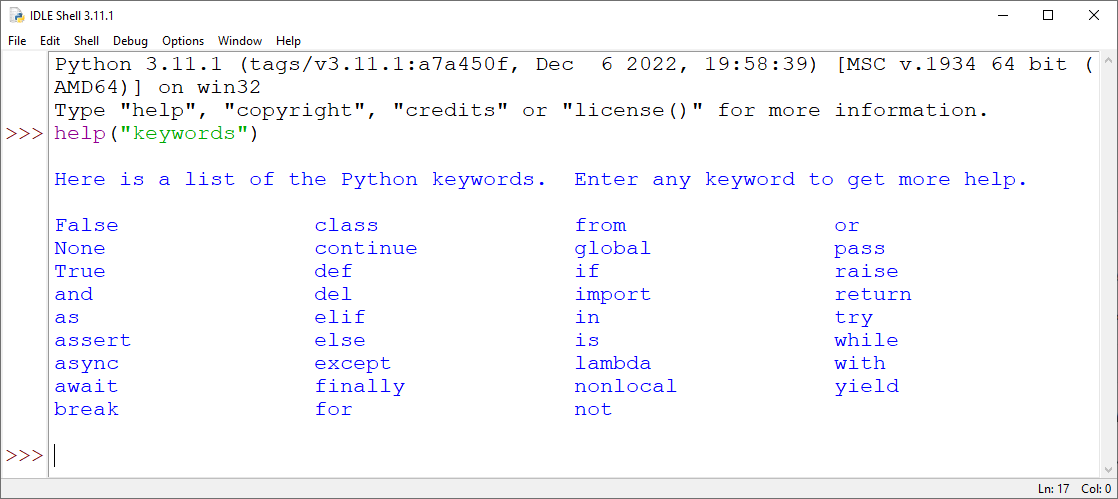 IDLE Shell 3.11.1
File Edit Shell Debug Options Window Help
Python 3.11.1 (tags/v3.11.1:a7a450f, Dec  6 2022, 19:58:39) [MSC v.1934 64 bit (
AMD64)] on win32
Type "help", "copyright", "credits" or "license()" for more information.
>>> help("keywords")
Here is a list of the Python keywords.  Enter any keyword to get more help.
False class from or
None continue global pass
True def if raise
and del import return
as elif in try
assert else is while
async except lambda with
await finally nonlocal yield
break for not
>>>
Ln: 17 Col: 0